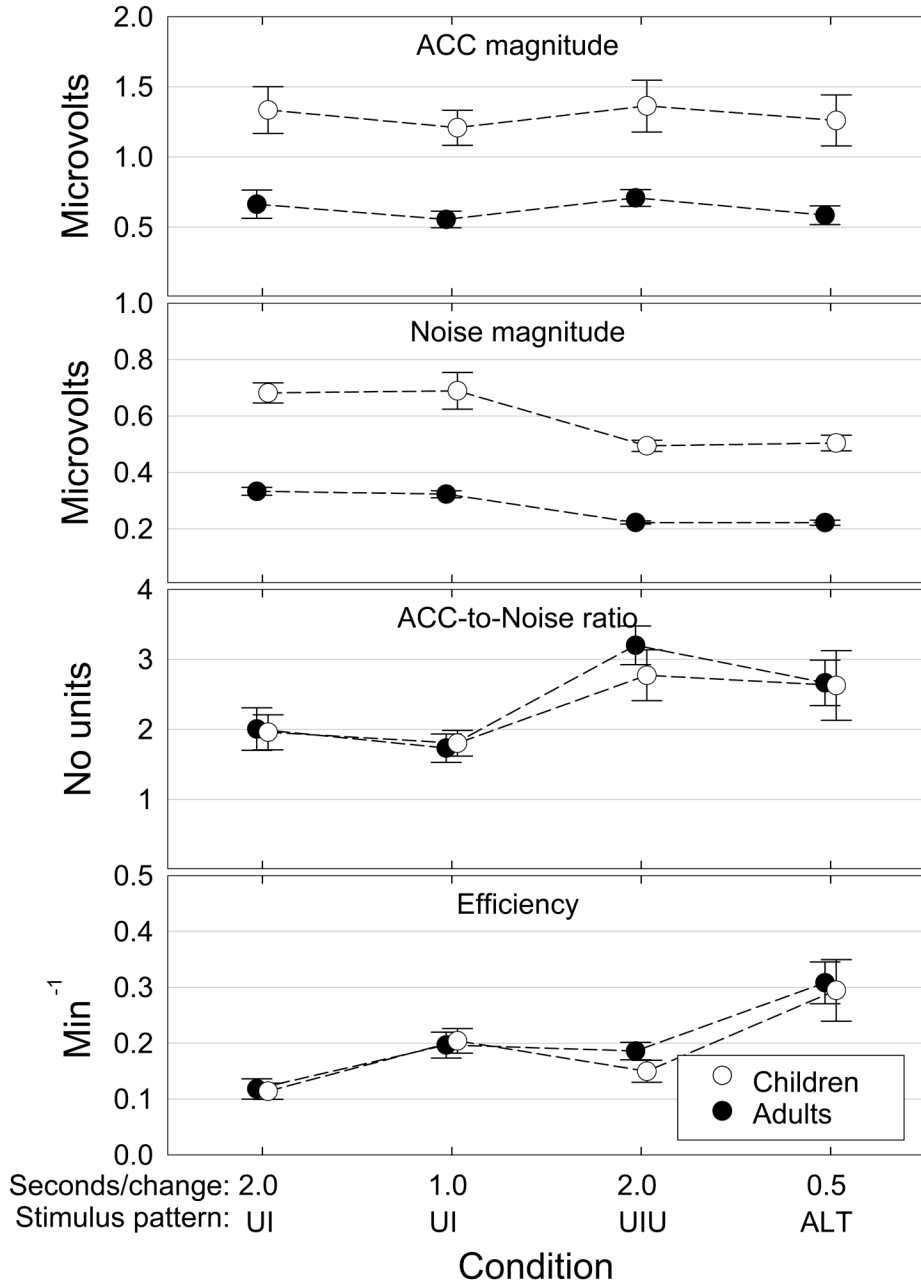 ACC magnitude
2.0
1.5
1.0
0.5
Microvolts
Noise magnitude
1.0
0.8
0.6
0.4
0.2
Microvolts
ACC-to-Noise ratio
4
3
2
1
0.5
No units
Efficiency
0.5
0.4
0.3
0.2
0.1
0.0
Min⁻¹
Children
Adults
Seconds/change: 2.0 1.0 2.0 0.5
Stimulus pattern: UI UI UIU ALT
Condition